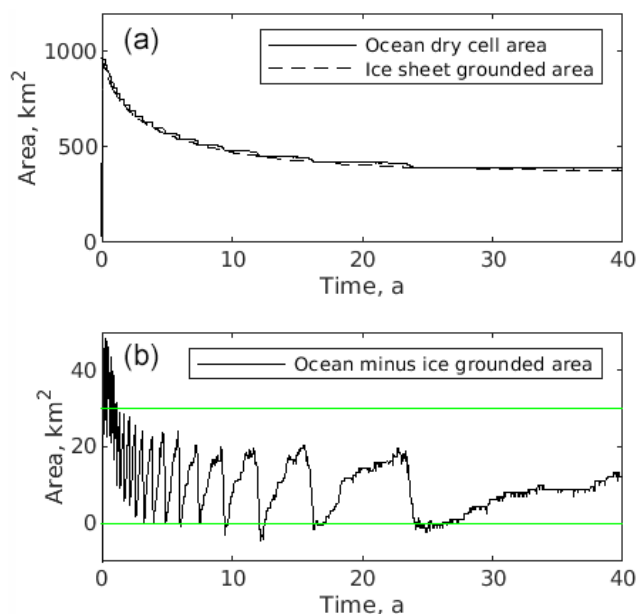 (a)
Ocean dry cell area
Ice sheet grounded area
Area, km²
1000
500
0
0 10 20 30 40
Time, a
(b)
Ocean minus ice grounded area
Area, km²
40
20
0
0 10 20 30 40
Time, a